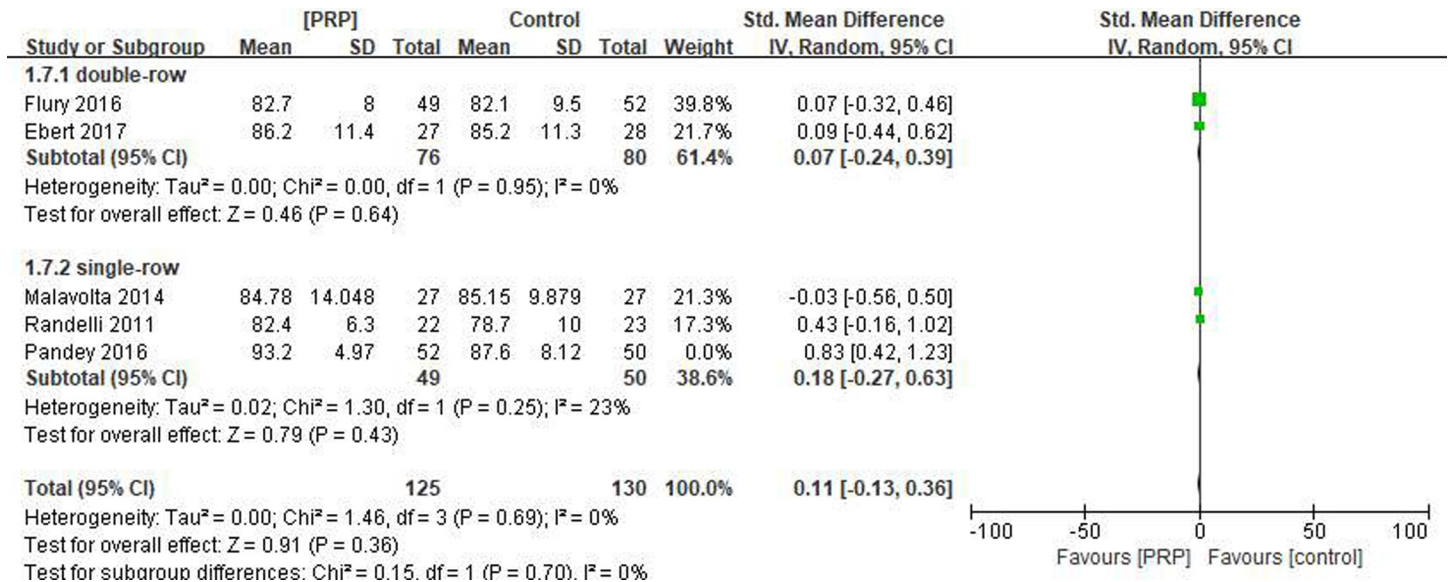 [PRP] Control Std. Mean Difference Std. Mean Difference
Study or Subgroup Mean SD Total Mean SD Total Weight IV, Random, 95% CI IV, Random, 95% CI
1.7.1 double-row
Flury 2016 82.7 8 49 82.1 9.5 52 39.8% 0.07 [-0.32, 0.46]
Ebert 2017 86.2 11.4 27 85.2 11.3 28 21.7% 0.09 [-0.44, 0.62]
Subtotal (95% CI) 76 80 61.4% 0.07 [-0.24, 0.39]
Heterogeneity: Tau² = 0.00; Chi² = 0.00, df = 1 (P = 0.95); I² = 0%
Test for overall effect: Z = 0.46 (P = 0.64)
1.7.2 single-row
Malavolta 2014 84.78 14.048 27 85.15 9.879 27 21.3% -0.03 [-0.56, 0.50]
Randelli 2011 82.4 6.3 22 78.7 10 23 17.3% 0.43 [-0.16, 1.02]
Pandey 2016 93.2 4.97 52 87.6 8.12 50 0.0% 0.83 [0.42, 1.23]
Subtotal (95% CI) 49 50 38.6% 0.18 [-0.27, 0.63]
Heterogeneity: Tau² = 0.02; Chi² = 1.30, df = 1 (P = 0.25); I² = 23%
Test for overall effect: Z = 0.79 (P = 0.43)
Total (95% CI) 125 130 100.0% 0.11 [-0.13, 0.36]
Heterogeneity: Tau² = 0.00; Chi² = 1.46, df = 3 (P = 0.69); I² = 0%
Test for overall effect: Z = 0.91 (P = 0.36)
Test for subgroup differences: Chi² = 0.15, df = 1 (P = 0.70), I² = 0%
-100 -50 0 50 100
Favours [PRP] Favours [control]